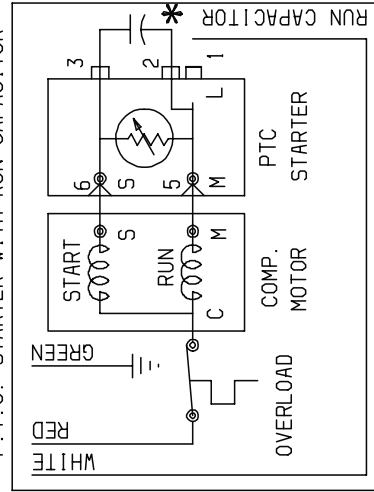 P.T.C. STARTER WITH RUN CAPACITOR
WHITE
RED
GREEN
OVERLOAD
START
RUN
S
M
C
COMP.
MOTOR
6
S
5
M
L
3
2
1
PTC
STARTER
*
RUN CAPACITOR